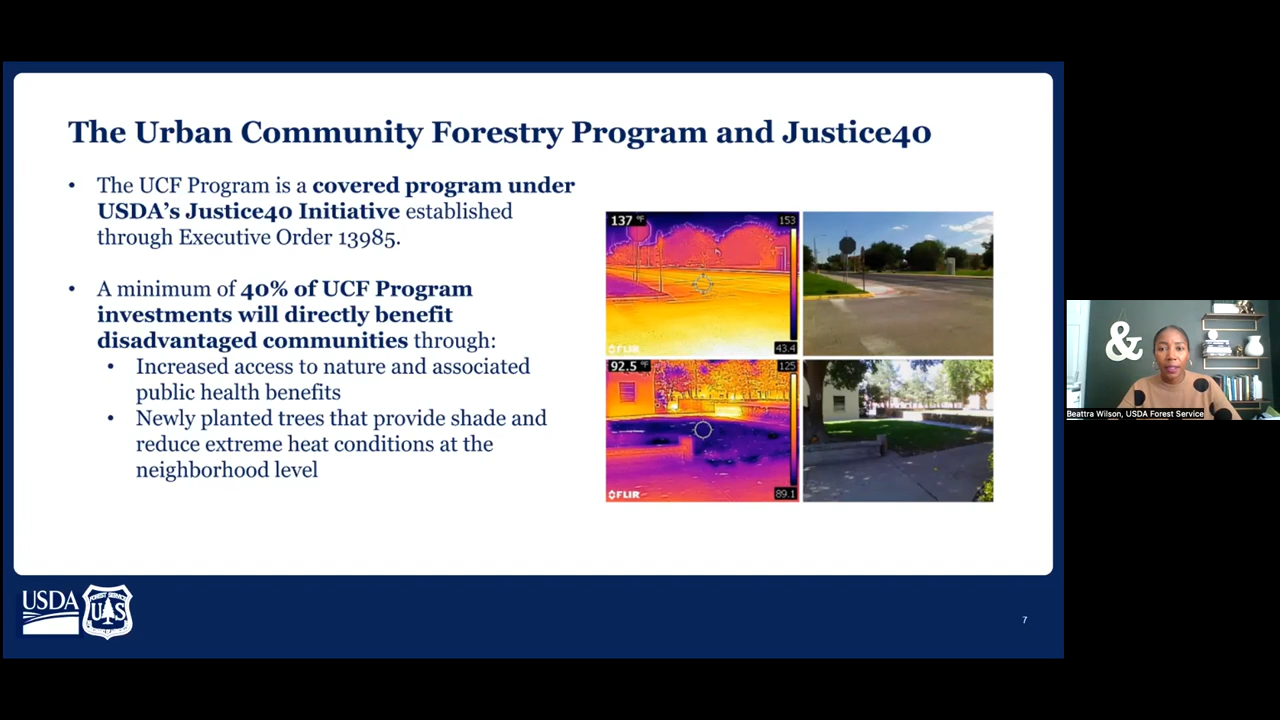 The Urban Community Forestry Program and Justice40
• The UCF Program is a covered program under
USDA's Justice40 Initiative established
through Executive Order 13985.
• A minimum of 40% of UCF Program
investments will directly benefit
disadvantaged communities through:
• Increased access to nature and associated
public health benefits
• Newly planted trees that provide shade and
reduce extreme heat conditions at the
neighborhood level
137 °F
153
43.4
FLIR
92.5 °F
125
89.1
FLIR
&
Beattra Wilson, USDA Forest Service
USDA
FOREST SERVICE
U S
7